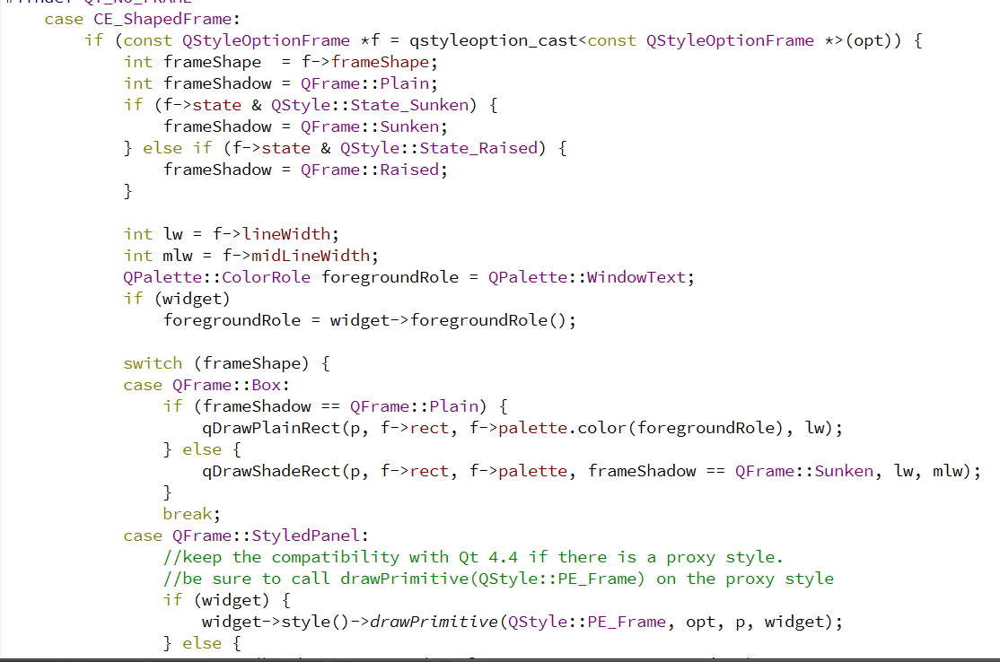 case CE_ShapedFrame:
if (const QStyleOptionFrame *f = qstyleoption_cast<const QStyleOptionFrame *>(opt)) {
int frameShape  = f->frameShape;
int frameShadow = QFrame::Plain;
if (f->state & QStyle::State_Sunken) {
frameShadow = QFrame::Sunken;
} else if (f->state & QStyle::State_Raised) {
frameShadow = QFrame::Raised;
}
int lw = f->lineWidth;
int mlw = f->midLineWidth;
QPalette::ColorRole foregroundRole = QPalette::WindowText;
if (widget)
foregroundRole = widget->foregroundRole();
switch (frameShape) {
case QFrame::Box:
if (frameShadow == QFrame::Plain) {
qDrawPlainRect(p, f->rect, f->palette.color(foregroundRole), lw);
} else {
qDrawShadeRect(p, f->rect, f->palette, frameShadow == QFrame::Sunken, lw, mlw);
}
break;
case QFrame::StyledPanel:
//keep the compatibility with Qt 4.4 if there is a proxy style.
//be sure to call drawPrimitive(QStyle::PE_Frame) on the proxy style
if (widget) {
widget->style()->drawPrimitive(QStyle::PE_Frame, opt, p, widget);
} else {